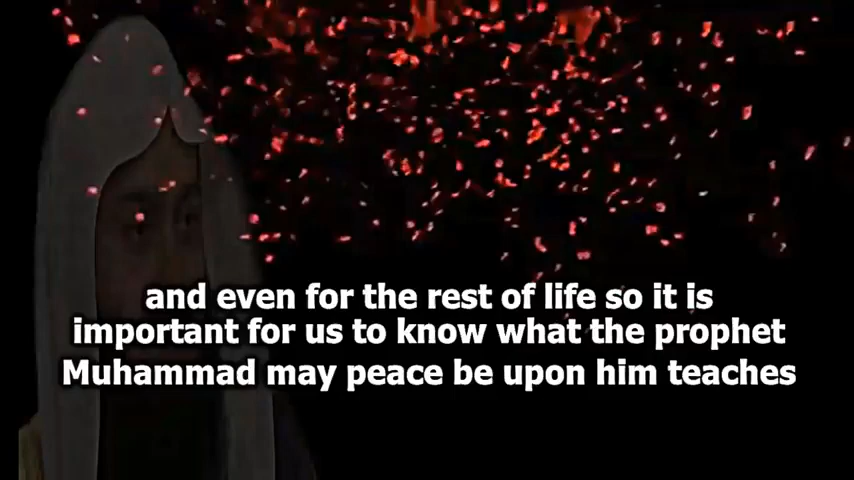 and even for the rest of life so it is
important for us to know what the prophet
Muhammad may peace be upon him teaches